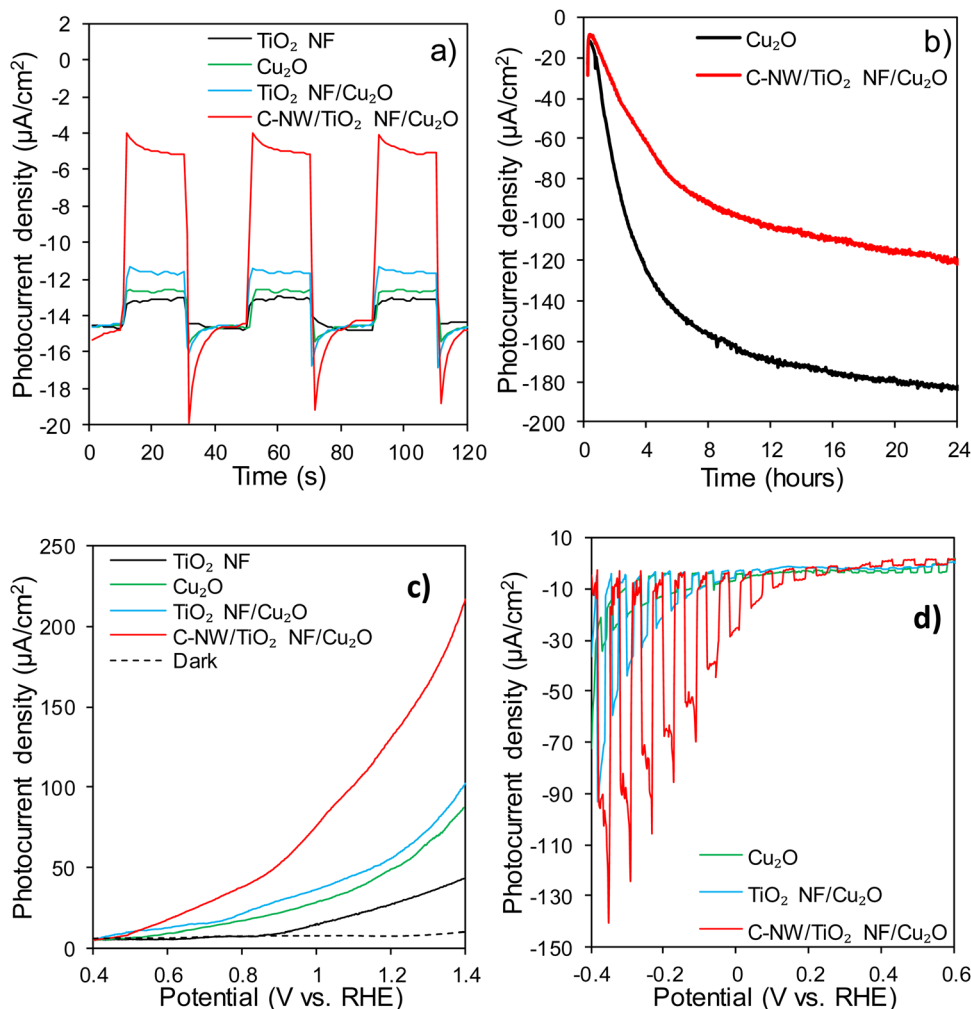 a)
TiO₂ NF
Cu₂O
TiO₂ NF/Cu₂O
C-NW/TiO₂ NF/Cu₂O
Photocurrent density (µA/cm²)
2
0
-2
-4
-6
-8
-10
-12
-14
-16
-18
-20
0 20 40 60 80 100 120
Time (s)
b)
Cu₂O
C-NW/TiO₂ NF/Cu₂O
Photocurrent density (µA/cm²)
0
-20
-40
-60
-80
-100
-120
-140
-160
-180
-200
0 4 8 12 16 20 24
Time (hours)
c)
TiO₂ NF
Cu₂O
TiO₂ NF/Cu₂O
C-NW/TiO₂ NF/Cu₂O
Dark
Photocurrent density (µA/cm²)
250
200
150
100
50
0
0.4 0.6 0.8 1 1.2 1.4
Potential (V vs. RHE)
d)
Photocurrent density (µA/cm²)
10
-10
-30
-50
-70
-90
-110
-130
-150
Cu₂O
TiO₂ NF/Cu₂O
C-NW/TiO₂ NF/Cu₂O
-0.4 -0.2 0 0.2 0.4 0.6
Potential (V vs. RHE)